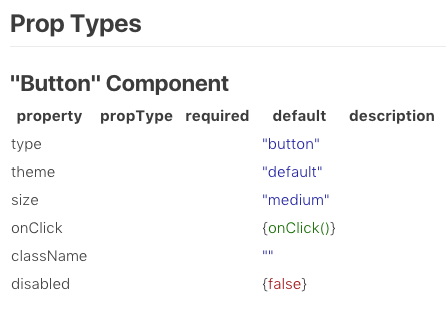 Prop Types
"Button" Component
property propType required default description
type "button"
theme "default"
size "medium"
onClick {onClick()}
className ""
disabled {false}